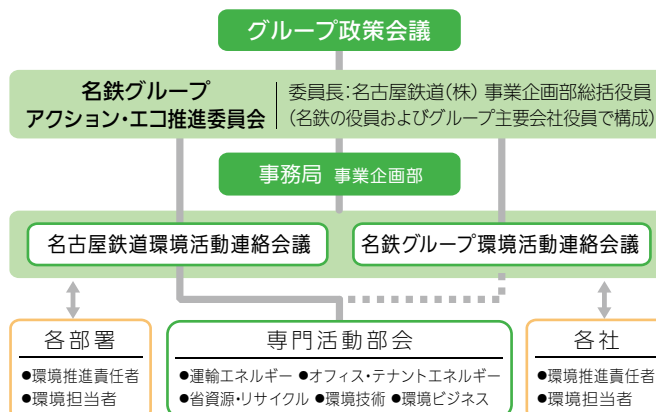 グループ政策会議
名鉄グループ
アクション・エコ推進委員会
委員長:名古屋鉄道(株) 事業企画部総括役員
(名鉄の役員およびグループ主要会社役員で構成)
事務局 事業企画部
名古屋鉄道環境活動連絡会議
名鉄グループ環境活動連絡会議
各部署
●環境推進責任者
●環境担当者
専門活動部会
●運輸エネルギー ●オフィス・テナントエネルギー
●省資源・リサイクル ●環境技術 ●環境ビジネス
各社
●環境推進責任者
●環境担当者